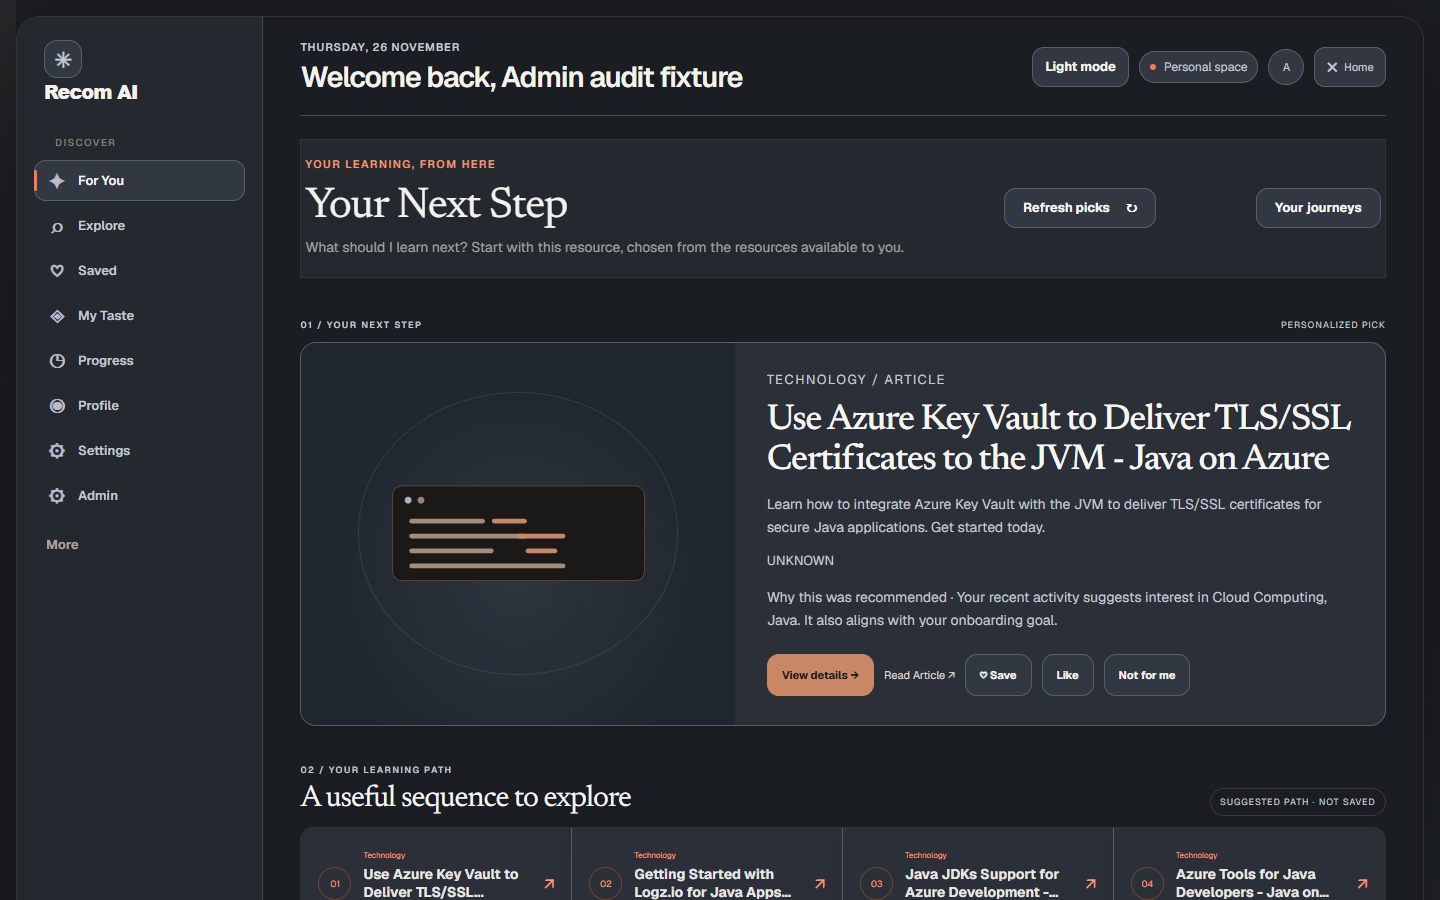 Recom AI
DISCOVER
For You
Explore
Saved
My Taste
Progress
Profile
Settings
Admin
More
THURSDAY, 26 NOVEMBER
Welcome back, Admin audit fixture
Light mode
Personal space
A
Home
YOUR LEARNING, FROM HERE
Your Next Step
What should I learn next? Start with this resource, chosen from the resources available to you.
Refresh picks
Your journeys
01 / YOUR NEXT STEP
PERSONALIZED PICK
TECHNOLOGY / ARTICLE
Use Azure Key Vault to Deliver TLS/SSL
Certificates to the JVM - Java on Azure
Learn how to integrate Azure Key Vault with the JVM to deliver TLS/SSL certificates for
secure Java applications. Get started today.
UNKNOWN
Why this was recommended · Your recent activity suggests interest in Cloud Computing,
Java. It also aligns with your onboarding goal.
View details →
Read Article ↗
♡ Save
Like
Not for me
02 / YOUR LEARNING PATH
A useful sequence to explore
SUGGESTED PATH · NOT SAVED
01
Technology
Use Azure Key Vault to
Deliver TLS/SSL...
02
Technology
Getting Started with
Logz.io for Java Apps...
03
Technology
Java JDKs Support for
Azure Development -...
04
Technology
Azure Tools for Java
Developers - Java on...